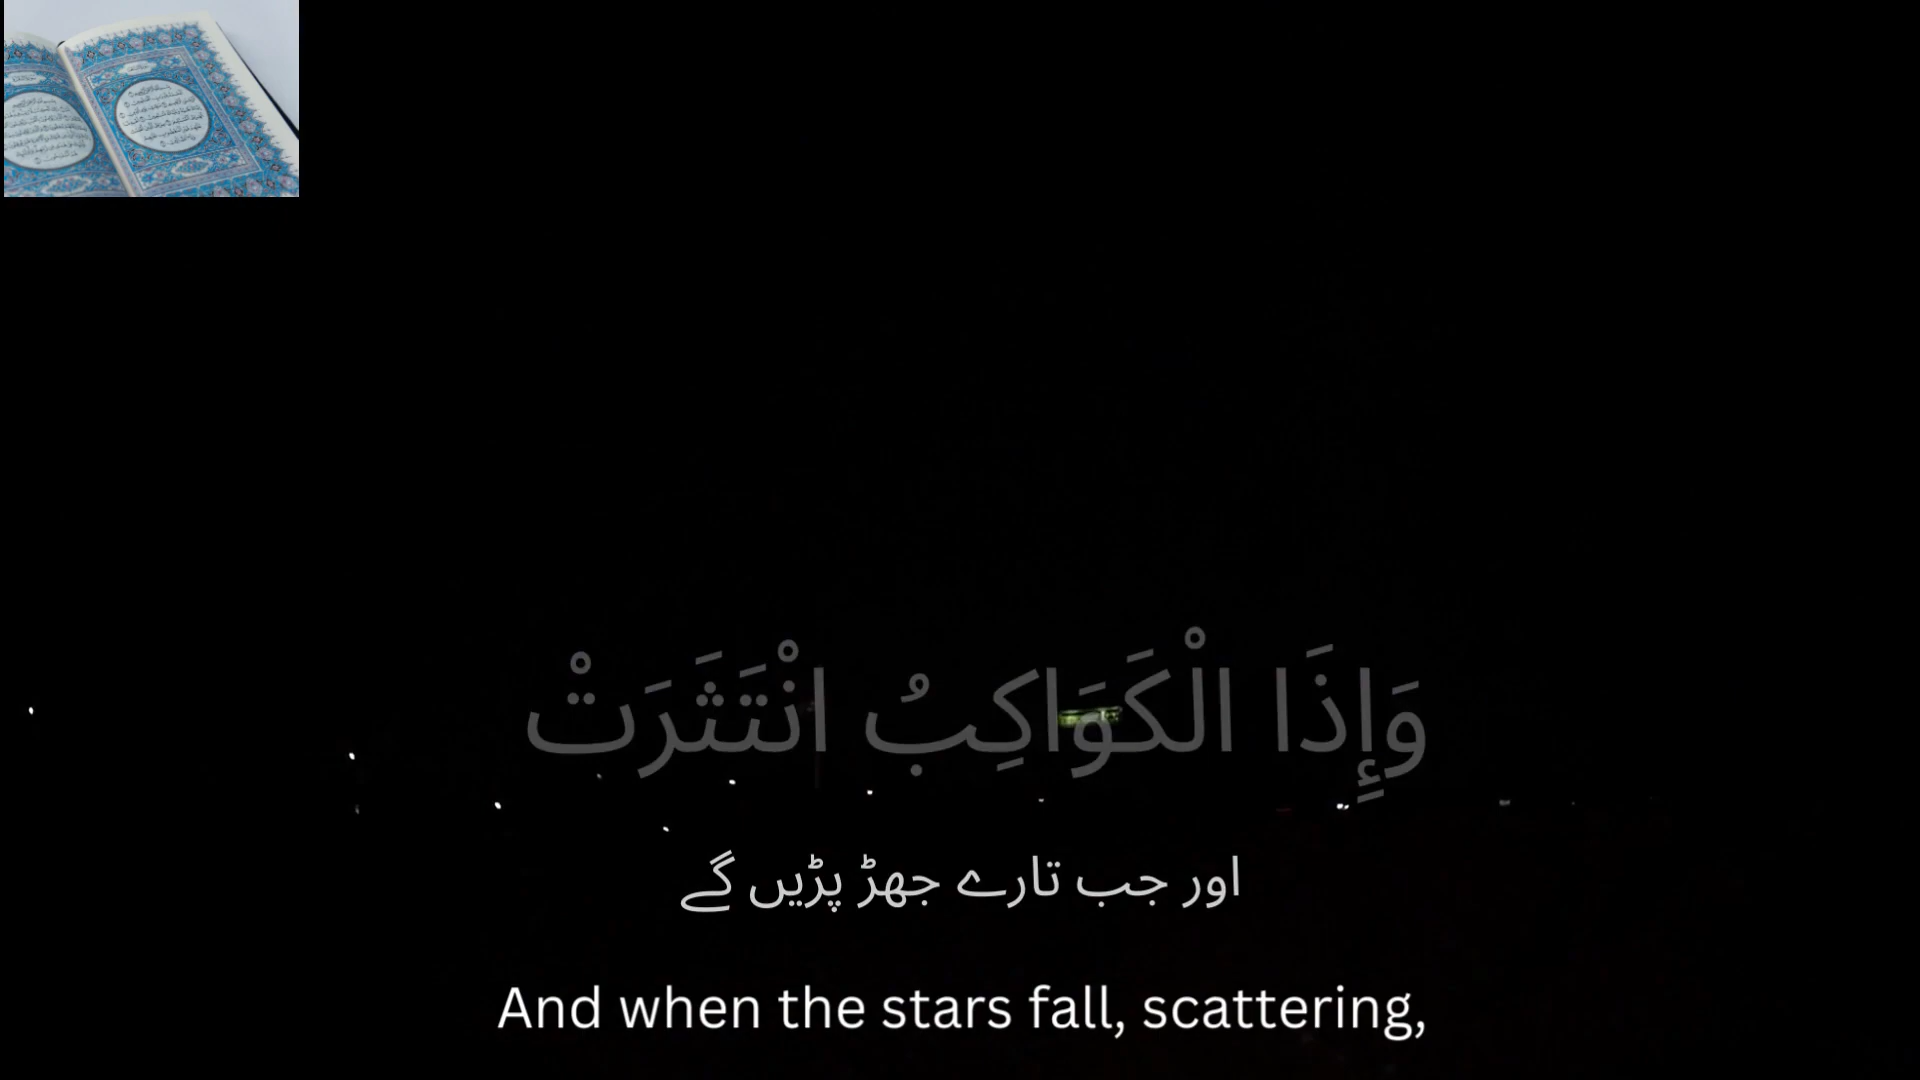 وَإِذَا الْكَوَاكِبُ انْتَثَرَتْ
اور جب تارے جھڑ پڑیں گے
And when the stars fall, scattering,